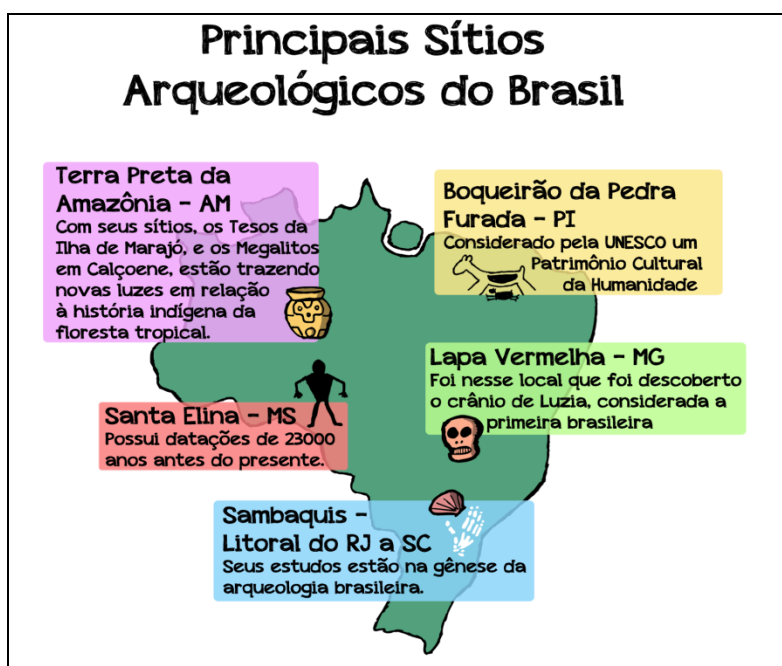 Principais Sítios
Arqueológicos do Brasil
Terra Preta da
Amazônia - AM
Com seus sítios, os Tesos da
Ilha de Marajó, e os Megalitos
em Calçoene, estão trazendo
novas luzes em relação
à história indígena da
floresta tropical.
Boqueirão da Pedra
Furada - PI
Considerado pela UNESCO um
Patrimônio Cultural
da Humanidade
Lapa Vermelha - MG
Foi nesse local que foi descoberto
o crânio de Luzia, considerada a
primeira brasileira
Santa Elina - MS
Possui datações de 23000
anos antes do presente.
Sambaquis -
Litoral do RJ a SC
Seus estudos estão na gênese da
arqueologia brasileira.